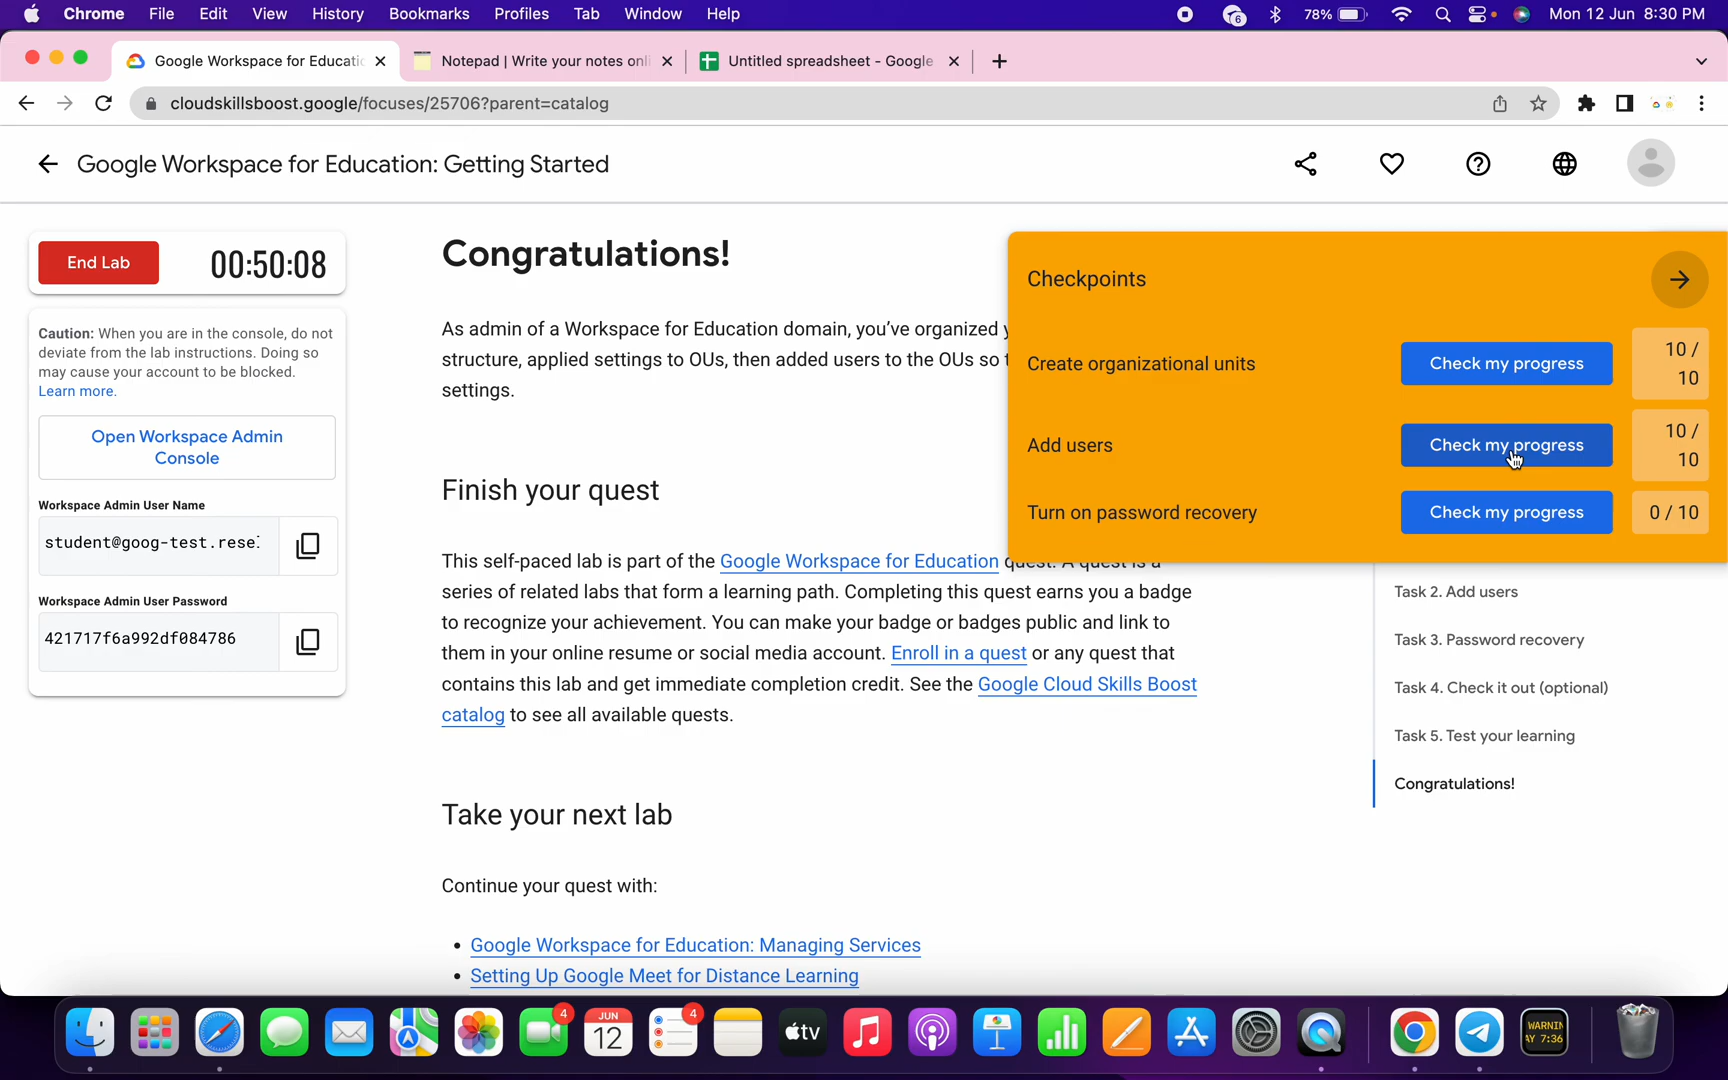 Chrome File Edit View History Bookmarks Profiles Tab Window Help 6 78% Mon 12 Jun 8:30 PM
Google Workspace for Educatic Notepad | Write your notes onli Untitled spreadsheet - Google
cloudskillsboost.google/focuses/25706?parent=catalog
Google Workspace for Education: Getting Started
End Lab 00:50:08
Caution: When you are in the console, do not
deviate from the lab instructions. Doing so
may cause your account to be blocked.
Learn more.
Open Workspace Admin
Console
Workspace Admin User Name
student@goog-test.rese
Workspace Admin User Password
421717f6a992df084786
Congratulations!
As admin of a Workspace for Education domain, you've organized
structure, applied settings to OUs, then added users to the OUs so
settings.
Finish your quest
This self-paced lab is part of the Google Workspace for Education quest. A quest is a
series of related labs that form a learning path. Completing this quest earns you a badge
to recognize your achievement. You can make your badge or badges public and link to
them in your online resume or social media account. Enroll in a quest or any quest that
contains this lab and get immediate completion credit. See the Google Cloud Skills Boost
catalog to see all available quests.
Take your next lab
Continue your quest with:
• Google Workspace for Education: Managing Services
• Setting Up Google Meet for Distance Learning
Checkpoints
Create organizational units Check my progress 10 /
10
Add users Check my progress 10 /
10
Turn on password recovery Check my progress 0 / 10
Task 2. Add users
Task 3. Password recovery
Task 4. Check it out (optional)
Task 5. Test your learning
Congratulations!
4 JUN 12 4 tv WARNIN
AY 7:36